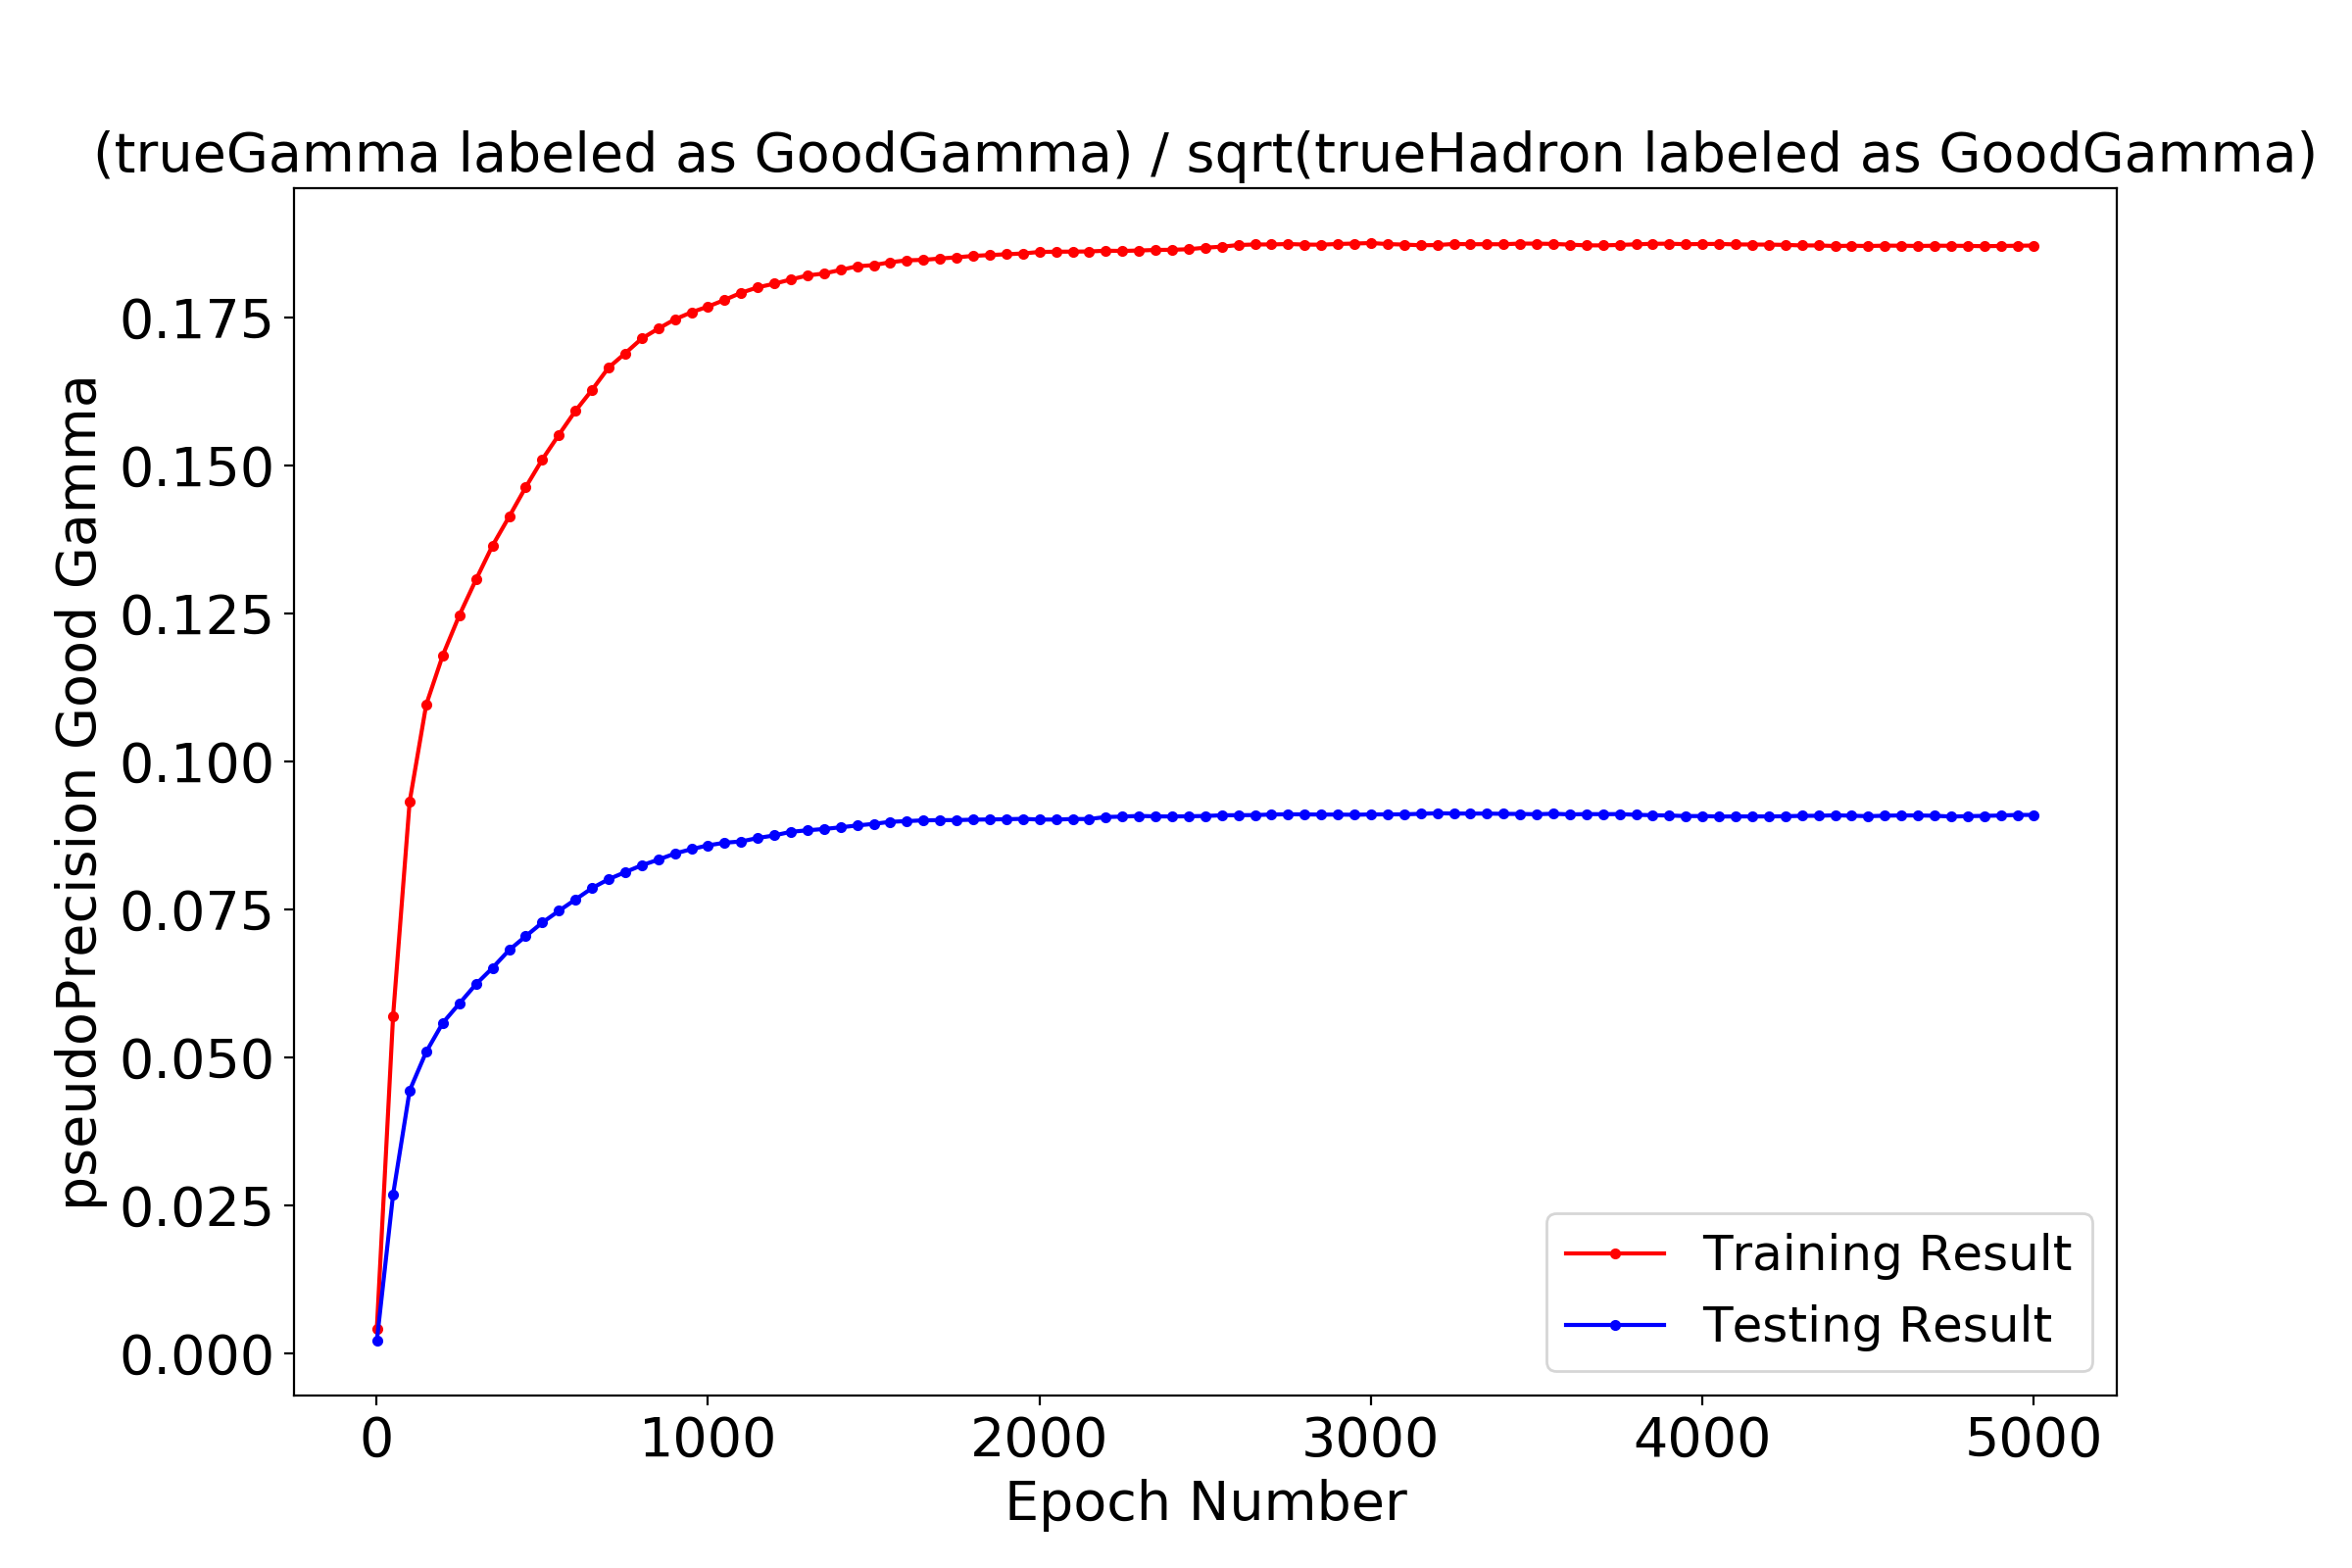 (trueGamma labeled as GoodGamma) / sqrt(trueHadron labeled as GoodGamma)
pseudoPrecision Good Gamma
0.175
0.150
0.125
0.100
0.075
0.050
0.025
0.000
Training Result
Testing Result
0 1000 2000 3000 4000 5000
Epoch Number